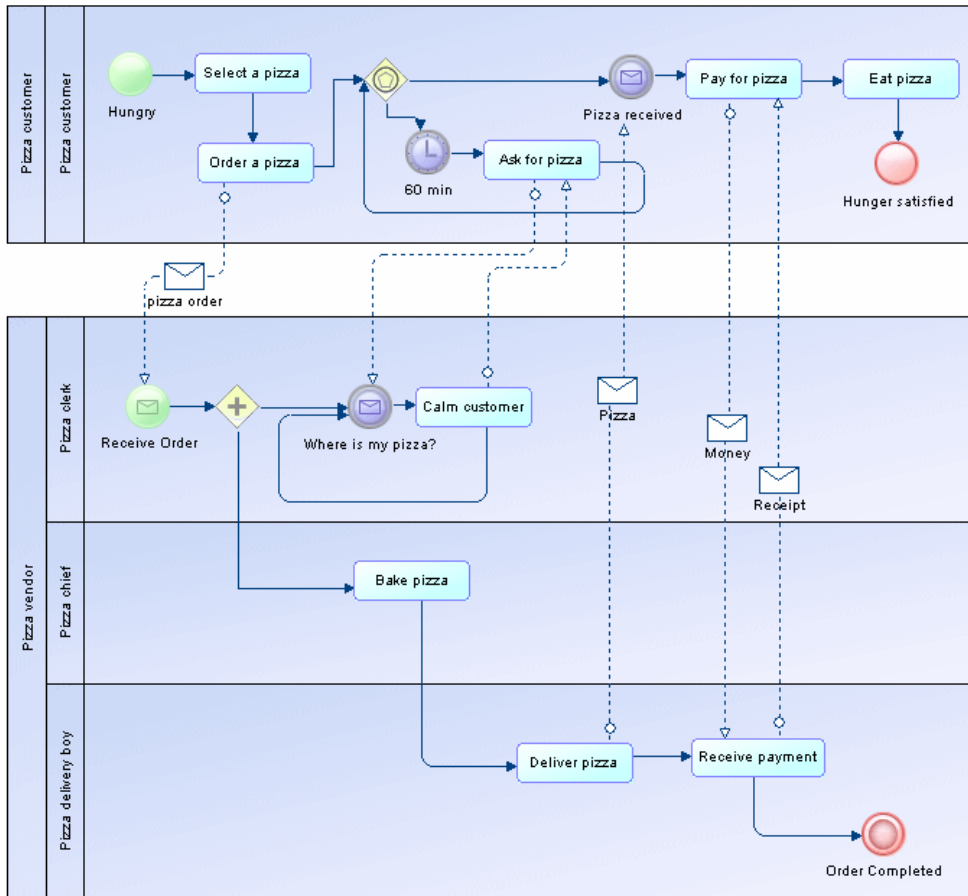 Pizza customer
Pizza customer
Hungry
Select a pizza
Order a pizza
60 min
Ask for pizza
Pizza received
Pay for pizza
Eat pizza
Hunger satisfied
pizza order
Pizza vendor
Pizza clerk
Receive Order
Where is my pizza?
Calm customer
Pizza
Money
Receipt
Pizza chief
Bake pizza
Pizza delivery boy
Deliver pizza
Receive payment
Order Completed